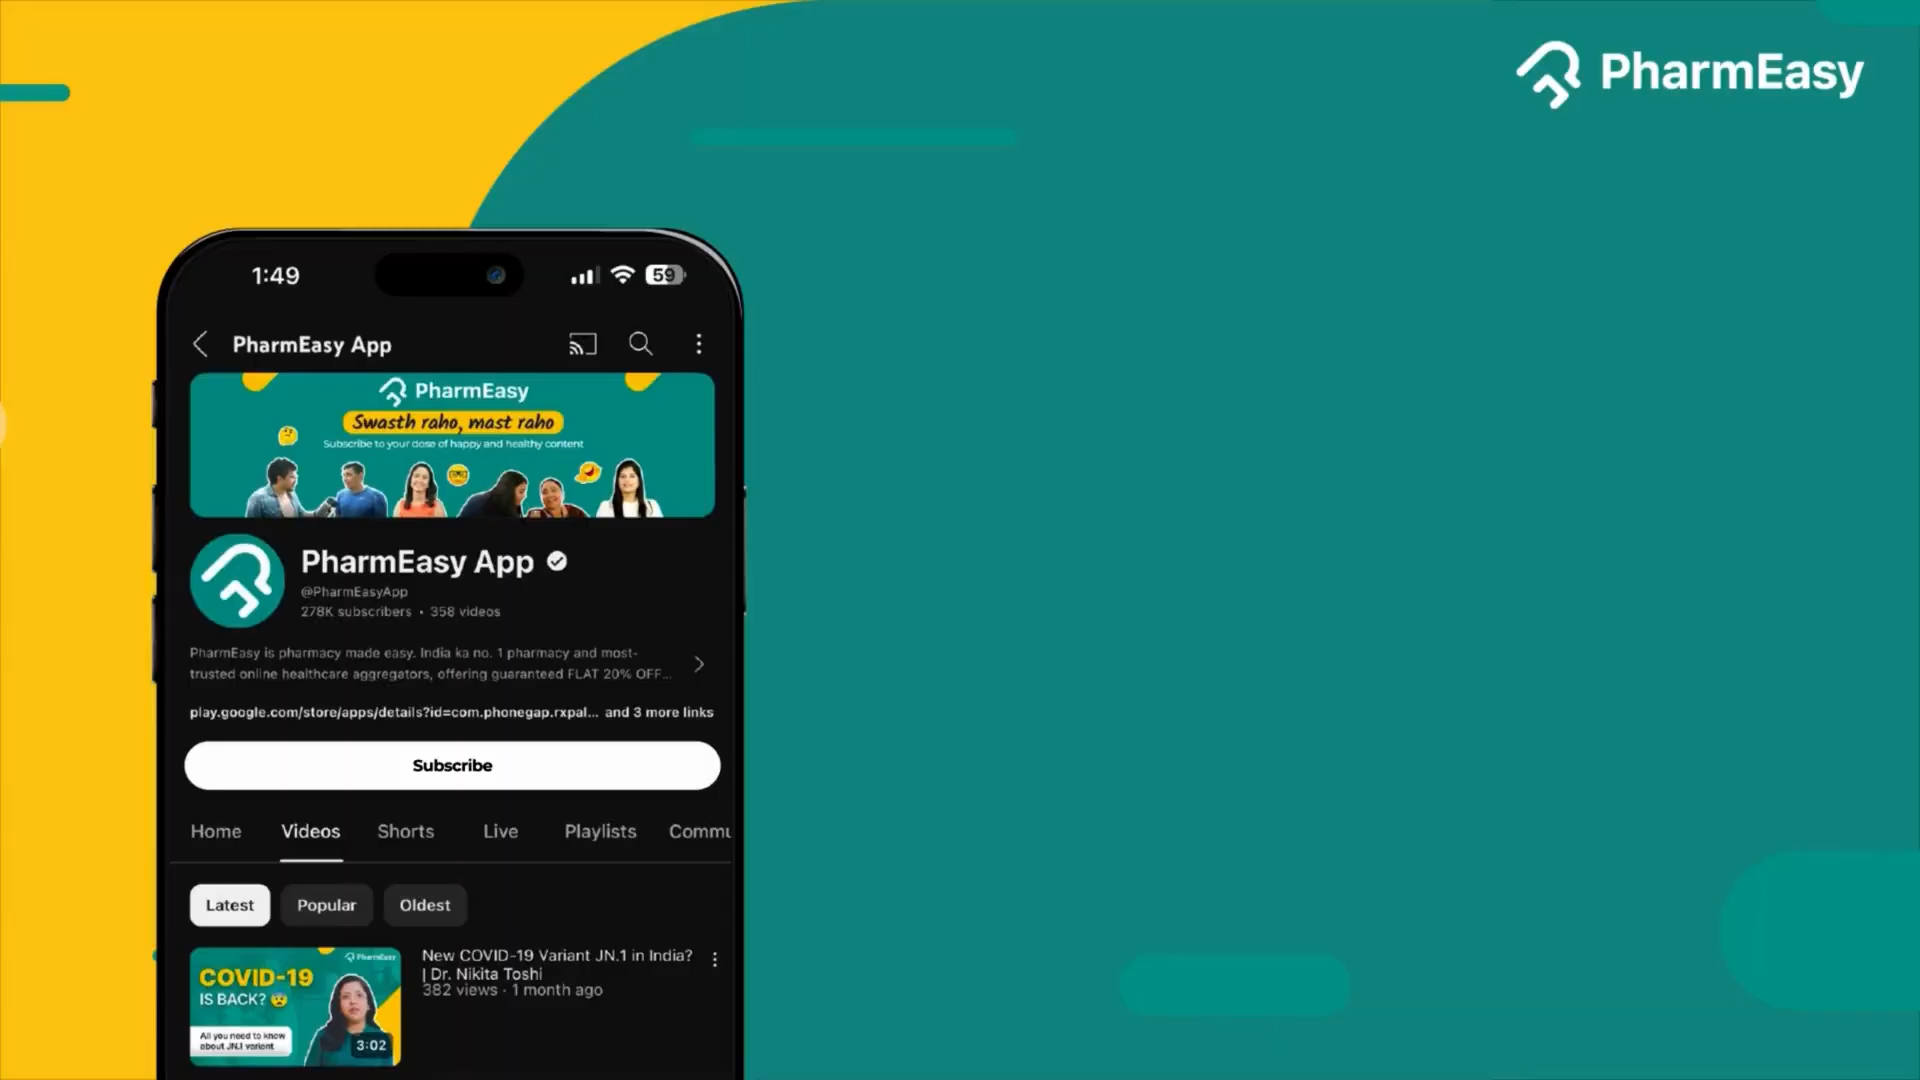 PharmEasy
1:49
59
PharmEasy App
PharmEasy
Swasth raho, mast raho
Subscribe to your dose of happy and healthy content
PharmEasy App
@PharmEasyApp
278K subscribers • 358 videos
PharmEasy is pharmacy made easy. India ka no. 1 pharmacy and most-
trusted online healthcare aggregators, offering guaranteed FLAT 20% OFF...
play.google.com/store/apps/details?id=com.phonegap.rxpal... and 3 more links
Subscribe
Home Videos Shorts Live Playlists Commu
Latest Popular Oldest
PharmEasy
COVID-19
IS BACK?
All you need to know
about JN.1 variant
3:02
New COVID-19 Variant JN.1 in India?
| Dr. Nikita Toshi
382 views · 1 month ago